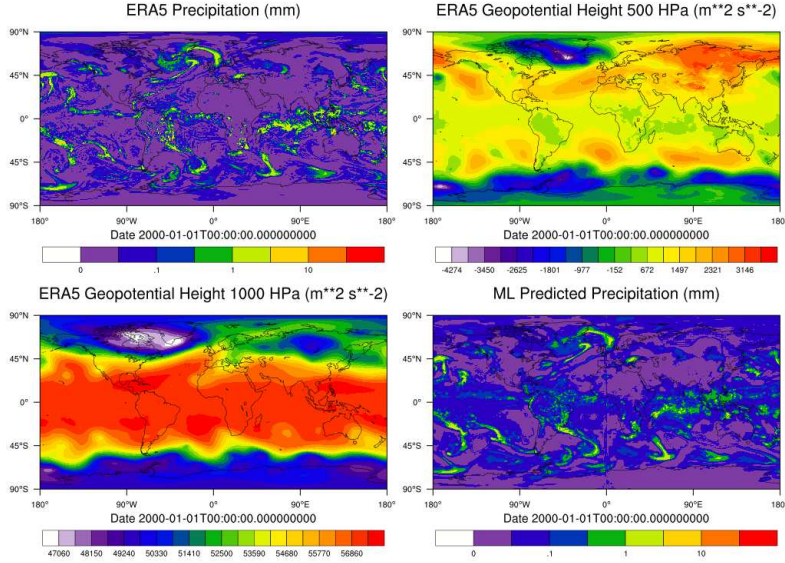 ERA5 Precipitation (mm)
90°N
45°N
0°
45°S
90°S
180° 90°W 0° 90°E 180°
Date 2000-01-01T00:00:00.000000000
0 .1 1 10
ERA5 Geopotential Height 500 HPa (m**2 s**-2)
90°N
45°N
0°
45°S
90°S
180° 90°W 0° 90°E 180°
Date 2000-01-01T00:00:00.000000000
-4274 -3450 -2625 -1801 -977 -152 672 1497 2321 3146
ERA5 Geopotential Height 1000 HPa (m**2 s**-2)
90°N
45°N
0°
45°S
90°S
180° 90°W 0° 90°E 180°
Date 2000-01-01T00:00:00.000000000
47060 48150 49240 50330 51410 52500 53590 54680 55770 56860
ML Predicted Precipitation (mm)
90°N
45°N
0°
45°S
90°S
180° 90°W 0° 90°E 180°
Date 2000-01-01T00:00:00.000000000
0 .1 1 10